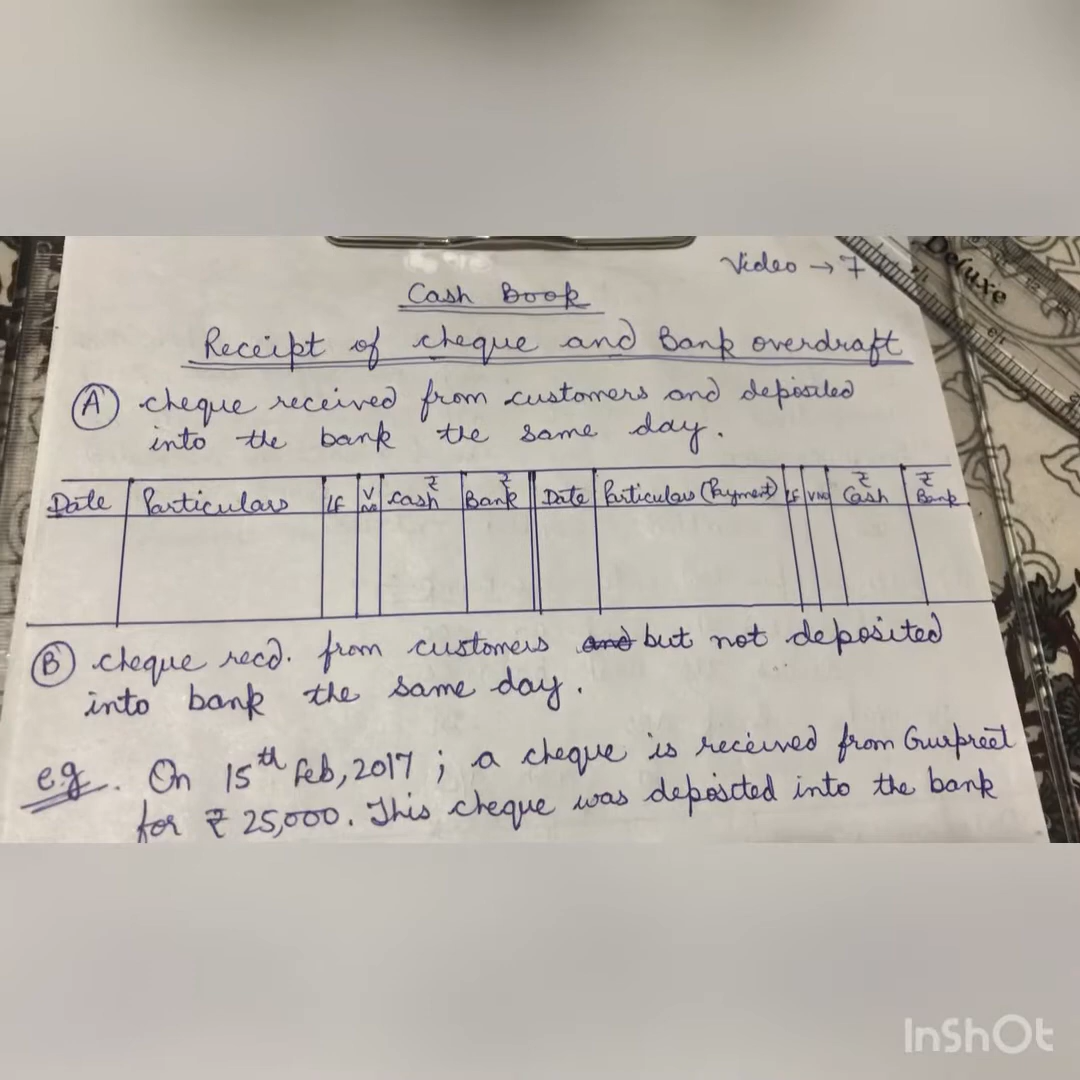 Video → 7
Deluxe
Cash Book
Receipt of cheque and Bank overdraft
(A) cheque received from customers and deposited
into the bank the same day.
Date Particulars LF V No ₹ Cash ₹ Bank Date Particulars (Payment) LF VNo ₹ Cash ₹ Bank
(B) cheque recd. from customers and but not deposited
into bank the same day.
e.g. On 15th Feb, 2017 ; a cheque is received from Gurpreet
for ₹ 25,000. This cheque was deposited into the bank
InShOt